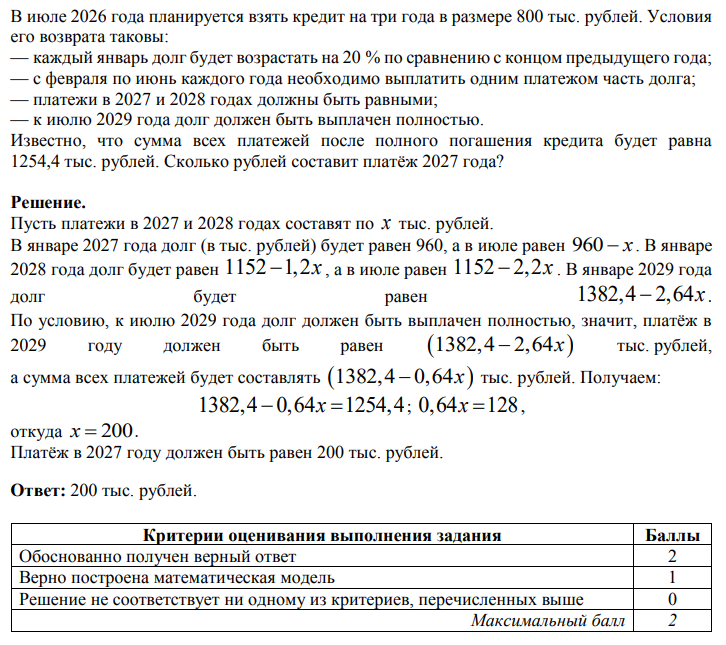 В июле 2026 года планируется взять кредит на три года в размере 800 тыс. рублей. Условия
его возврата таковы:
— каждый январь долг будет возрастать на 20 % по сравнению с концом предыдущего года;
— с февраля по июнь каждого года необходимо выплатить одним платежом часть долга;
— платежи в 2027 и 2028 годах должны быть равными;
— к июлю 2029 года долг должен быть выплачен полностью.
Известно, что сумма всех платежей после полного погашения кредита будет равна
1254,4 тыс. рублей. Сколько рублей составит платёж 2027 года?
Решение.
Пусть платежи в 2027 и 2028 годах составят по x тыс. рублей.
В январе 2027 года долг (в тыс. рублей) будет равен 960, а в июле равен 960 − x. В январе
2028 года долг будет равен 1152 − 1,2x, а в июле равен 1152 − 2,2x. В январе 2029 года
долг будет равен 1382,4 − 2,64x.
По условию, к июлю 2029 года долг должен быть выплачен полностью, значит, платёж в
2029 году должен быть равен (1382,4 − 2,64x) тыс. рублей,
а сумма всех платежей будет составлять (1382,4 − 0,64x) тыс. рублей. Получаем:
1382,4 − 0,64x = 1254,4; 0,64x = 128,
откуда x = 200.
Платёж в 2027 году должен быть равен 200 тыс. рублей.
Ответ: 200 тыс. рублей.
Критерии оценивания выполнения задания Баллы
Обоснованно получен верный ответ 2
Верно построена математическая модель 1
Решение не соответствует ни одному из критериев, перечисленных выше 0
Максимальный балл 2